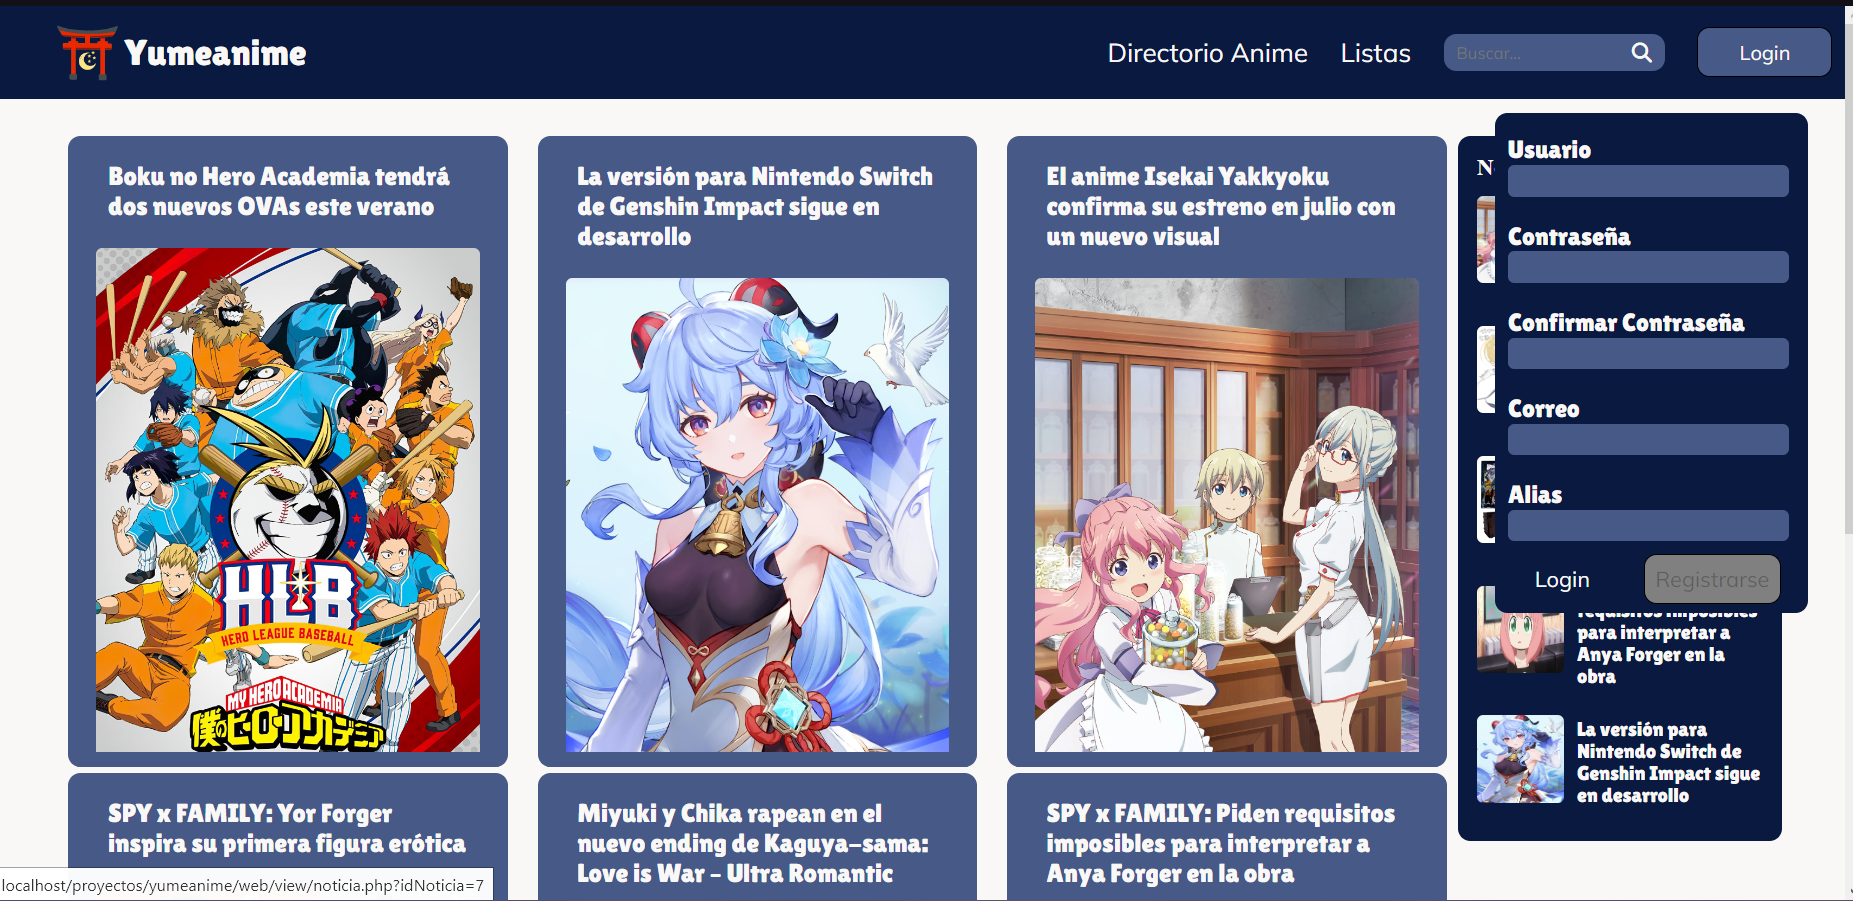 Yumeanime
Directorio Anime
Listas
Buscar...
Login
Boku no Hero Academia tendrá
dos nuevos OVAs este verano
HLB
HERO LEAGUE BASEBALL
MY HERO ACADEMIA
僕のヒーローアカデミア
La versión para Nintendo Switch
de Genshin Impact sigue en
desarrollo
El anime Isekai Yakkyoku
confirma su estreno en julio con
un nuevo visual
N
Usuario
Contraseña
Confirmar Contraseña
Correo
Alias
Login
Registrarse
requisitos imposibles
para interpretar a
Anya Forger en la
obra
La versión para
Nintendo Switch de
Genshin Impact sigue
en desarrollo
SPY x FAMILY: Yor Forger
inspira su primera figura erótica
Miyuki y Chika rapean en el
nuevo ending de Kaguya-sama:
Love is War - Ultra Romantic
SPY x FAMILY: Piden requisitos
imposibles para interpretar a
Anya Forger en la obra
localhost/proyectos/yumeanime/web/view/noticia.php?idNoticia=7